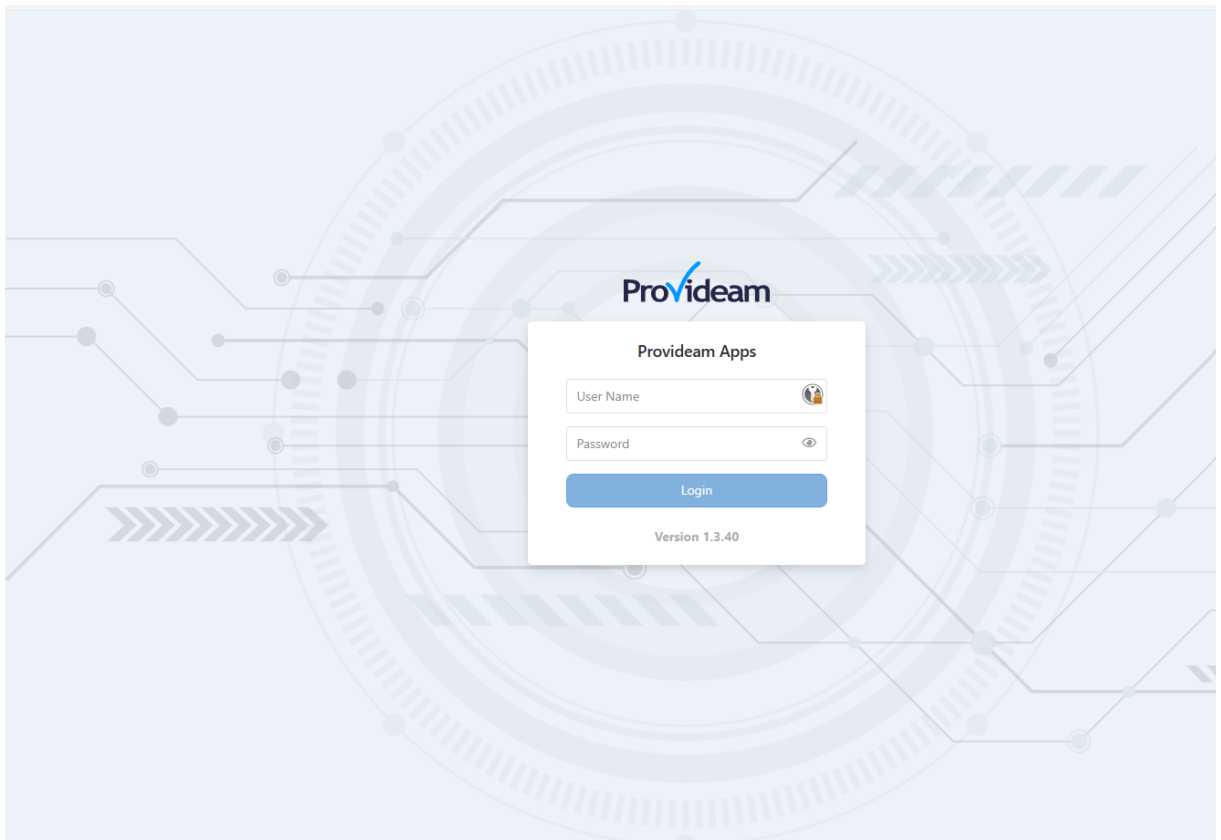 Provideam
Provideam Apps
User Name
Password
Login
Version 1.3.40